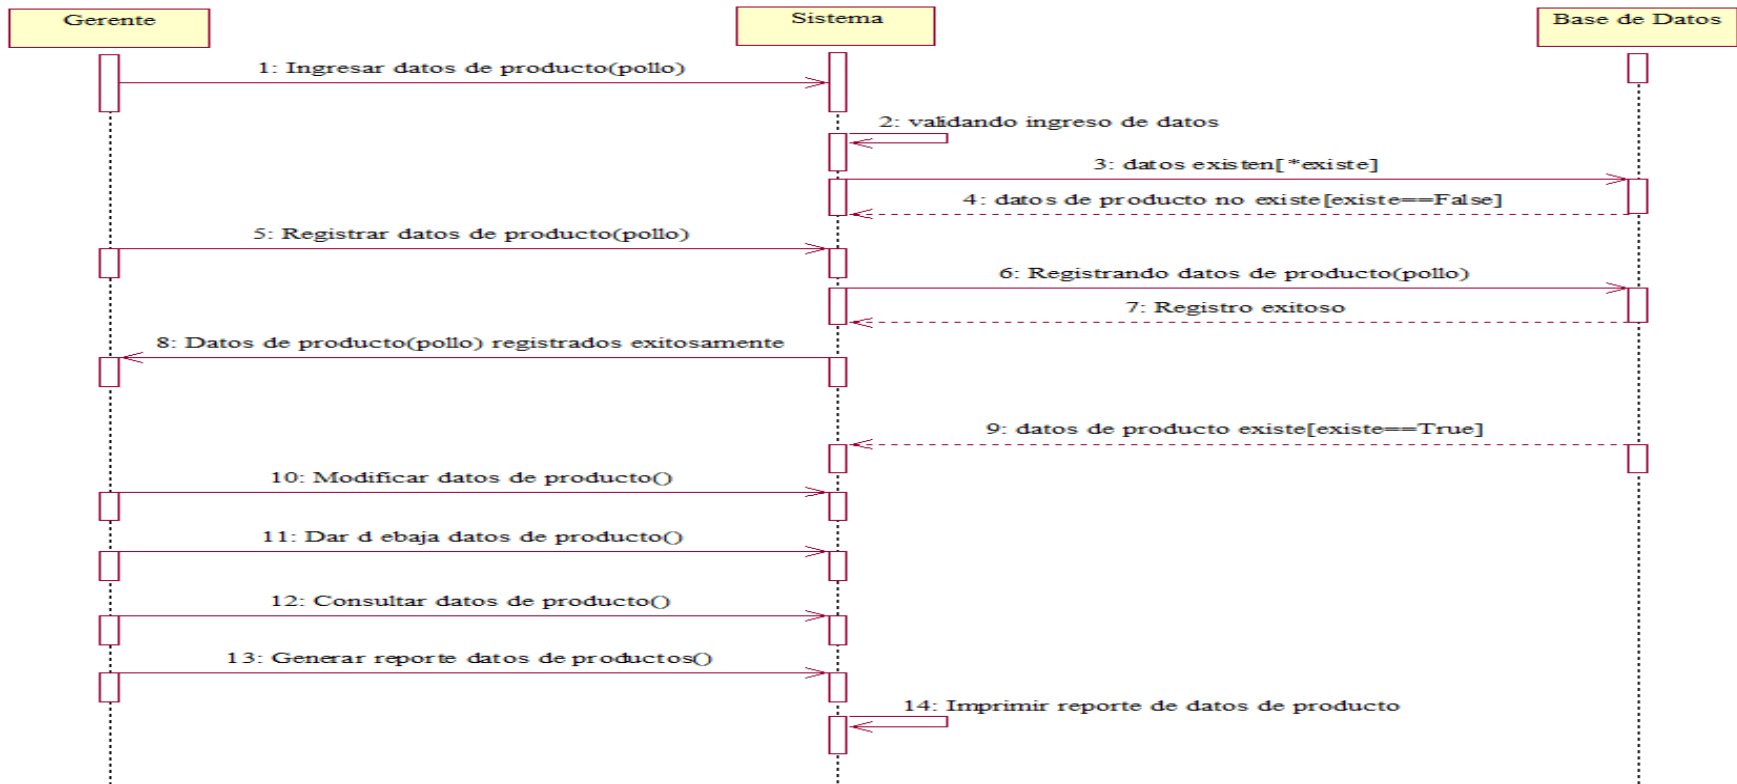 Gerente
Sistema
Base de Datos
1: Ingresar datos de producto(pollo)
2: validando ingreso de datos
3: datos existen[*existe]
4: datos de producto no existe[existe==False]
5: Registrar datos de producto(pollo)
6: Registrando datos de producto(pollo)
7: Registro exitoso
8: Datos de producto(pollo) registrados exitosamente
9: datos de producto existe[existe==True]
10: Modificar datos de producto()
11: Dar d ebaja datos de producto()
12: Consultar datos de producto()
13: Generar reporte datos de productos()
14: Imprimir reporte de datos de producto